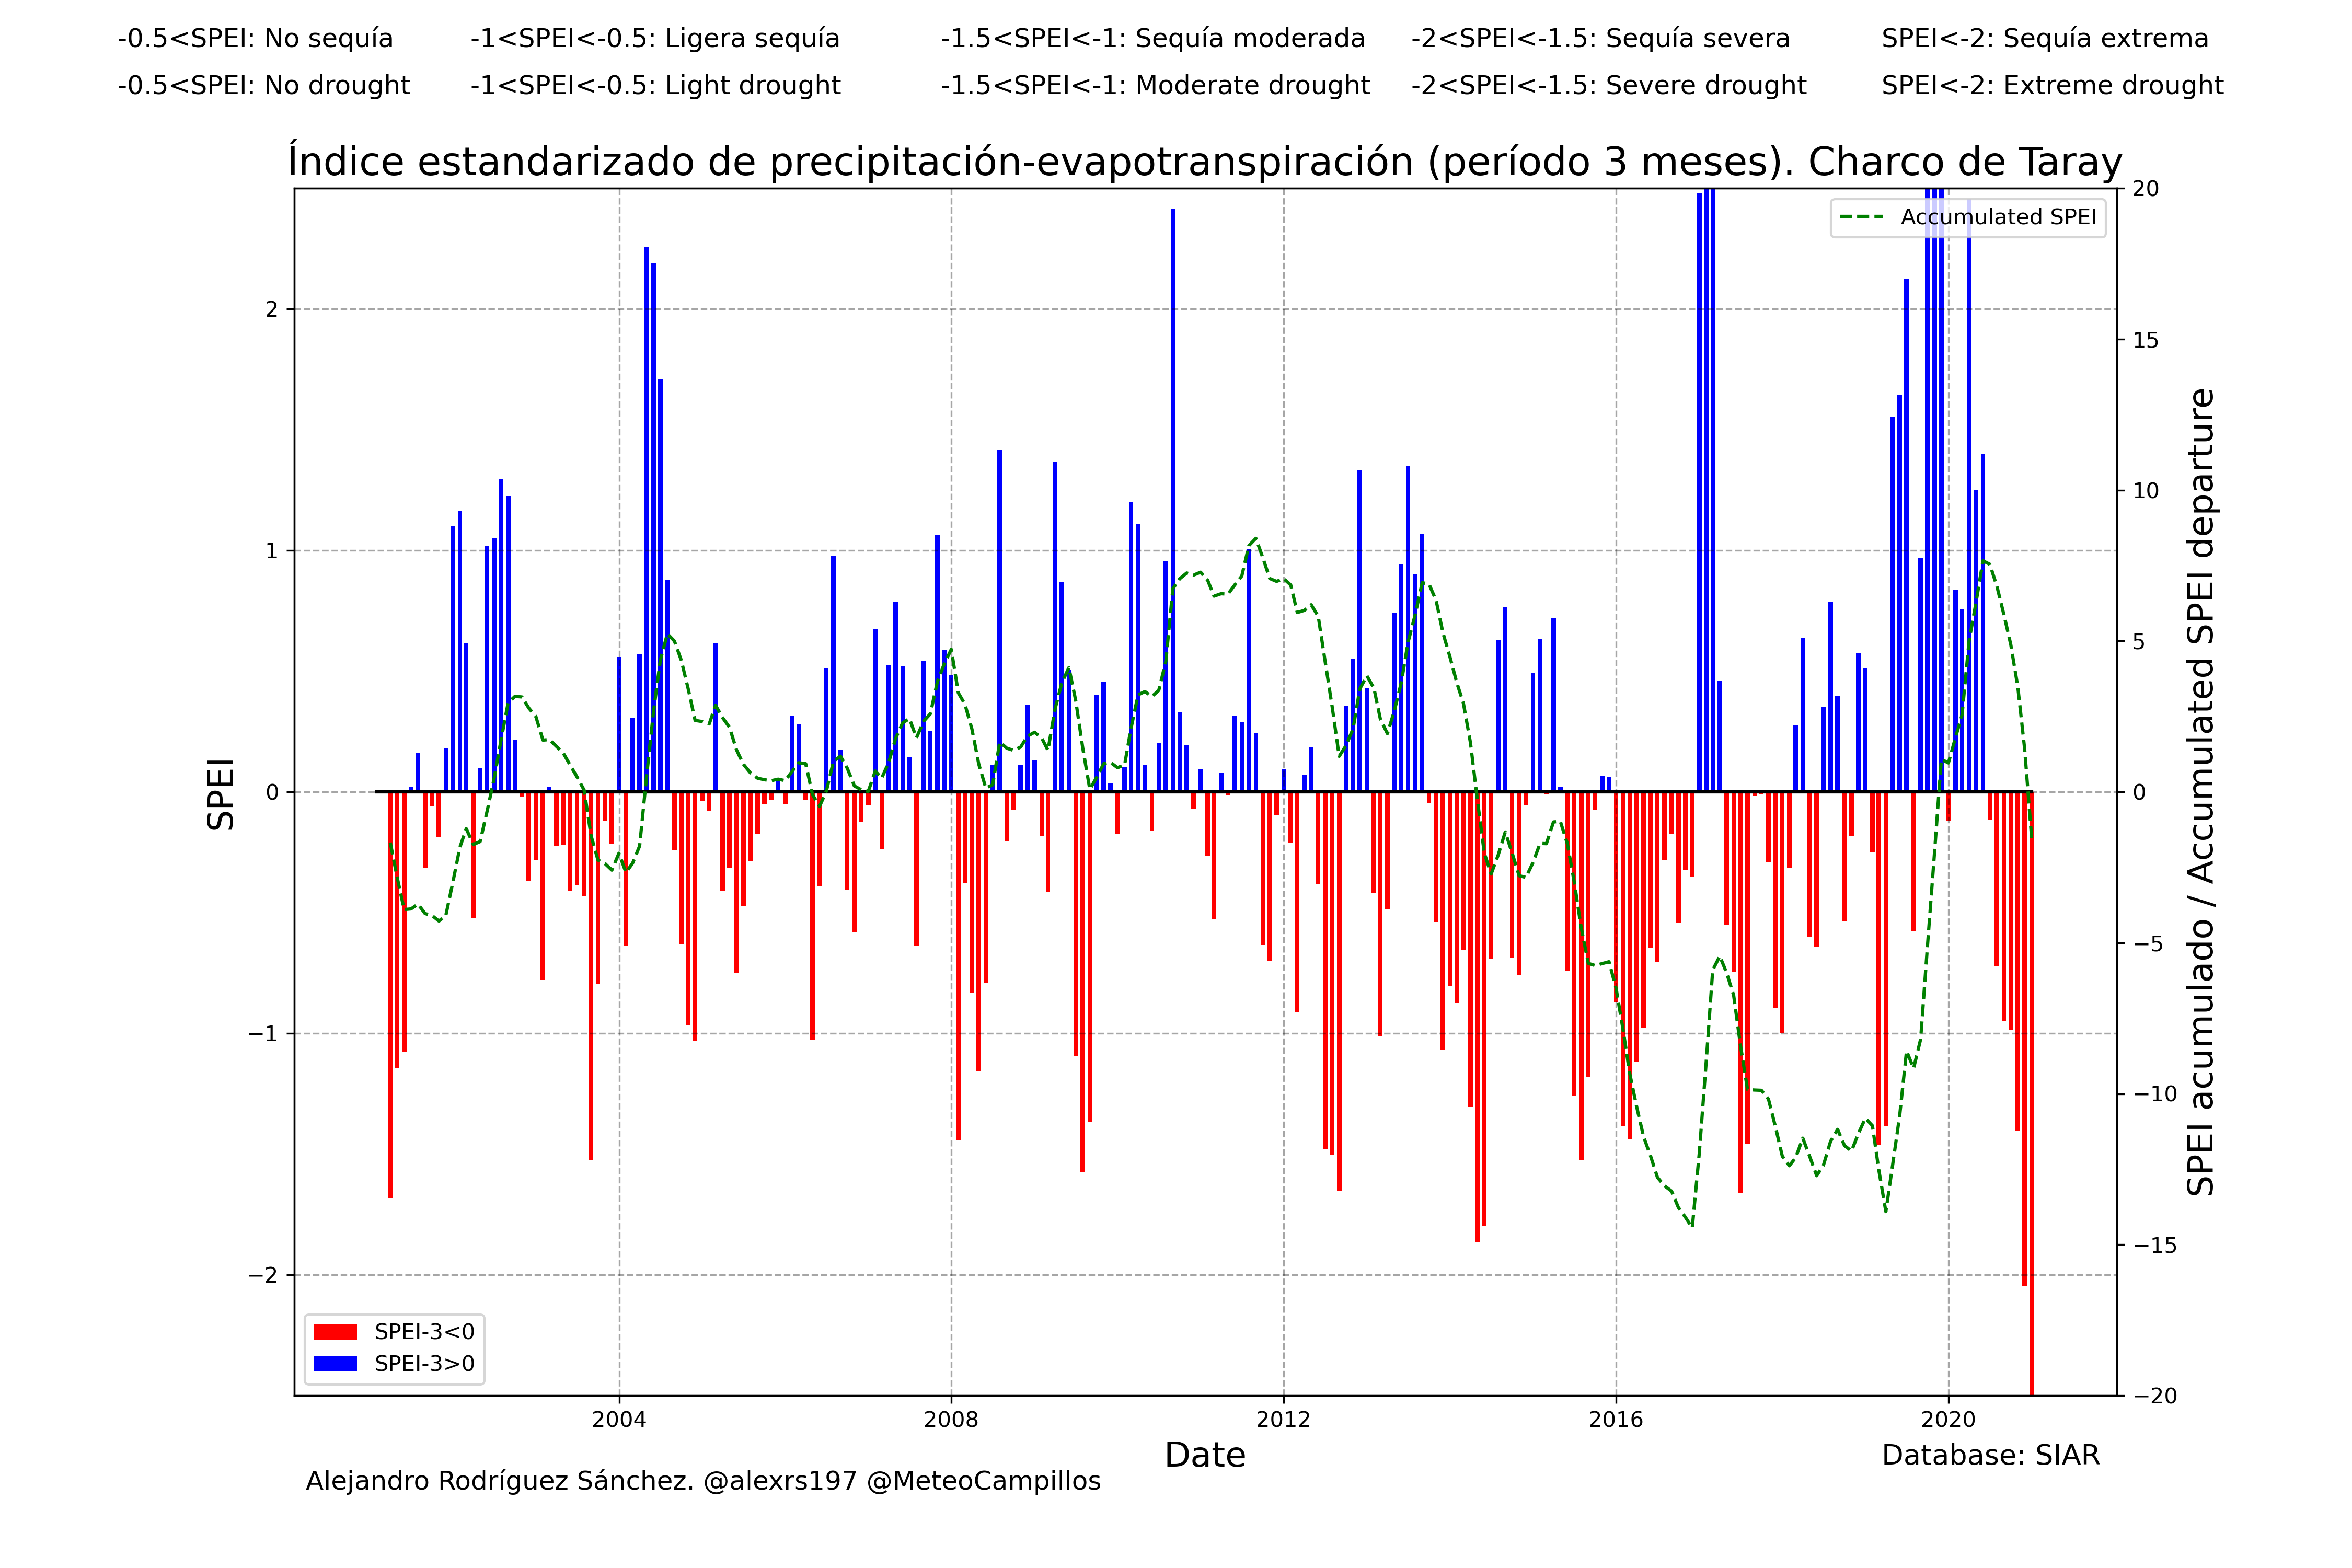 -0.5<SPEI: No sequía -1<SPEI<-0.5: Ligera sequía -1.5<SPEI<-1: Sequía moderada -2<SPEI<-1.5: Sequía severa SPEI<-2: Sequía extrema
-0.5<SPEI: No drought -1<SPEI<-0.5: Light drought -1.5<SPEI<-1: Moderate drought -2<SPEI<-1.5: Severe drought SPEI<-2: Extreme drought
Índice estandarizado de precipitación-evapotranspiración (período 3 meses). Charco de Taray
Accumulated SPEI
SPEI
2
1
0
−1
−2
20
15
10
5
0
−5
−10
−15
−20
SPEI acumulado / Accumulated SPEI departure
SPEI-3<0
SPEI-3>0
2004 2008 2012 2016 2020
Date
Database: SIAR
Alejandro Rodríguez Sánchez. @alexrs197 @MeteoCampillos